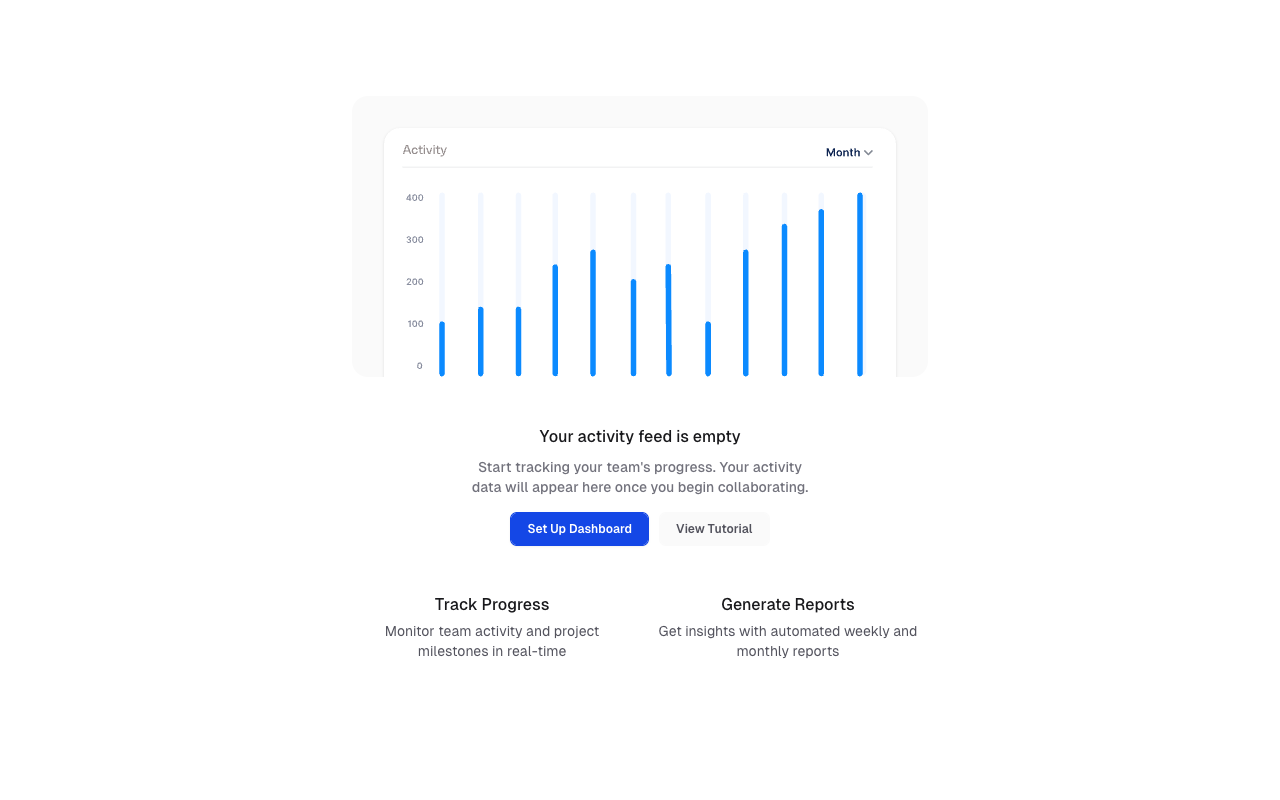 Activity
Month
400
300
200
100
0
Your activity feed is empty
Start tracking your team's progress. Your activity
data will appear here once you begin collaborating.
Set Up Dashboard
View Tutorial
Track Progress
Monitor team activity and project
milestones in real-time
Generate Reports
Get insights with automated weekly and
monthly reports